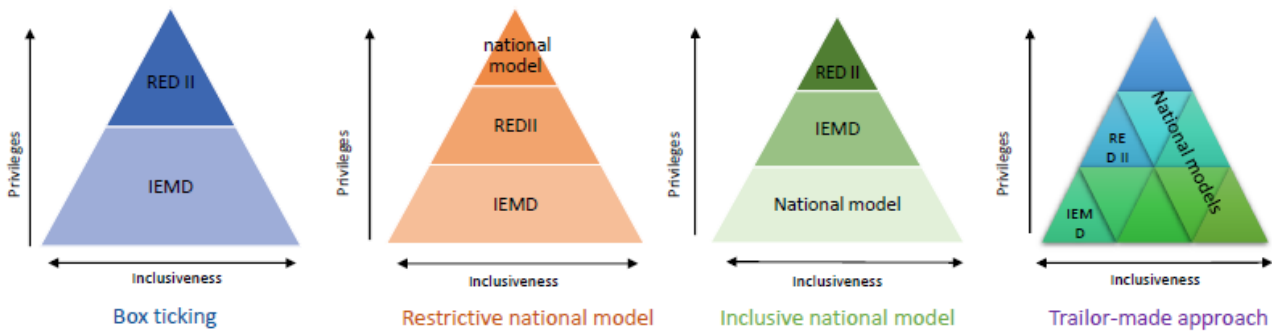 Privileges
RED II
IEMD
Inclusiveness
Box ticking
Privileges
national
model
REDII
IEMD
Inclusiveness
Restrictive national model
Privileges
RED II
IEMD
National model
Inclusiveness
Inclusive national model
Privileges
RE
D II
National models
IEM
D
Inclusiveness
Trailor-made approach